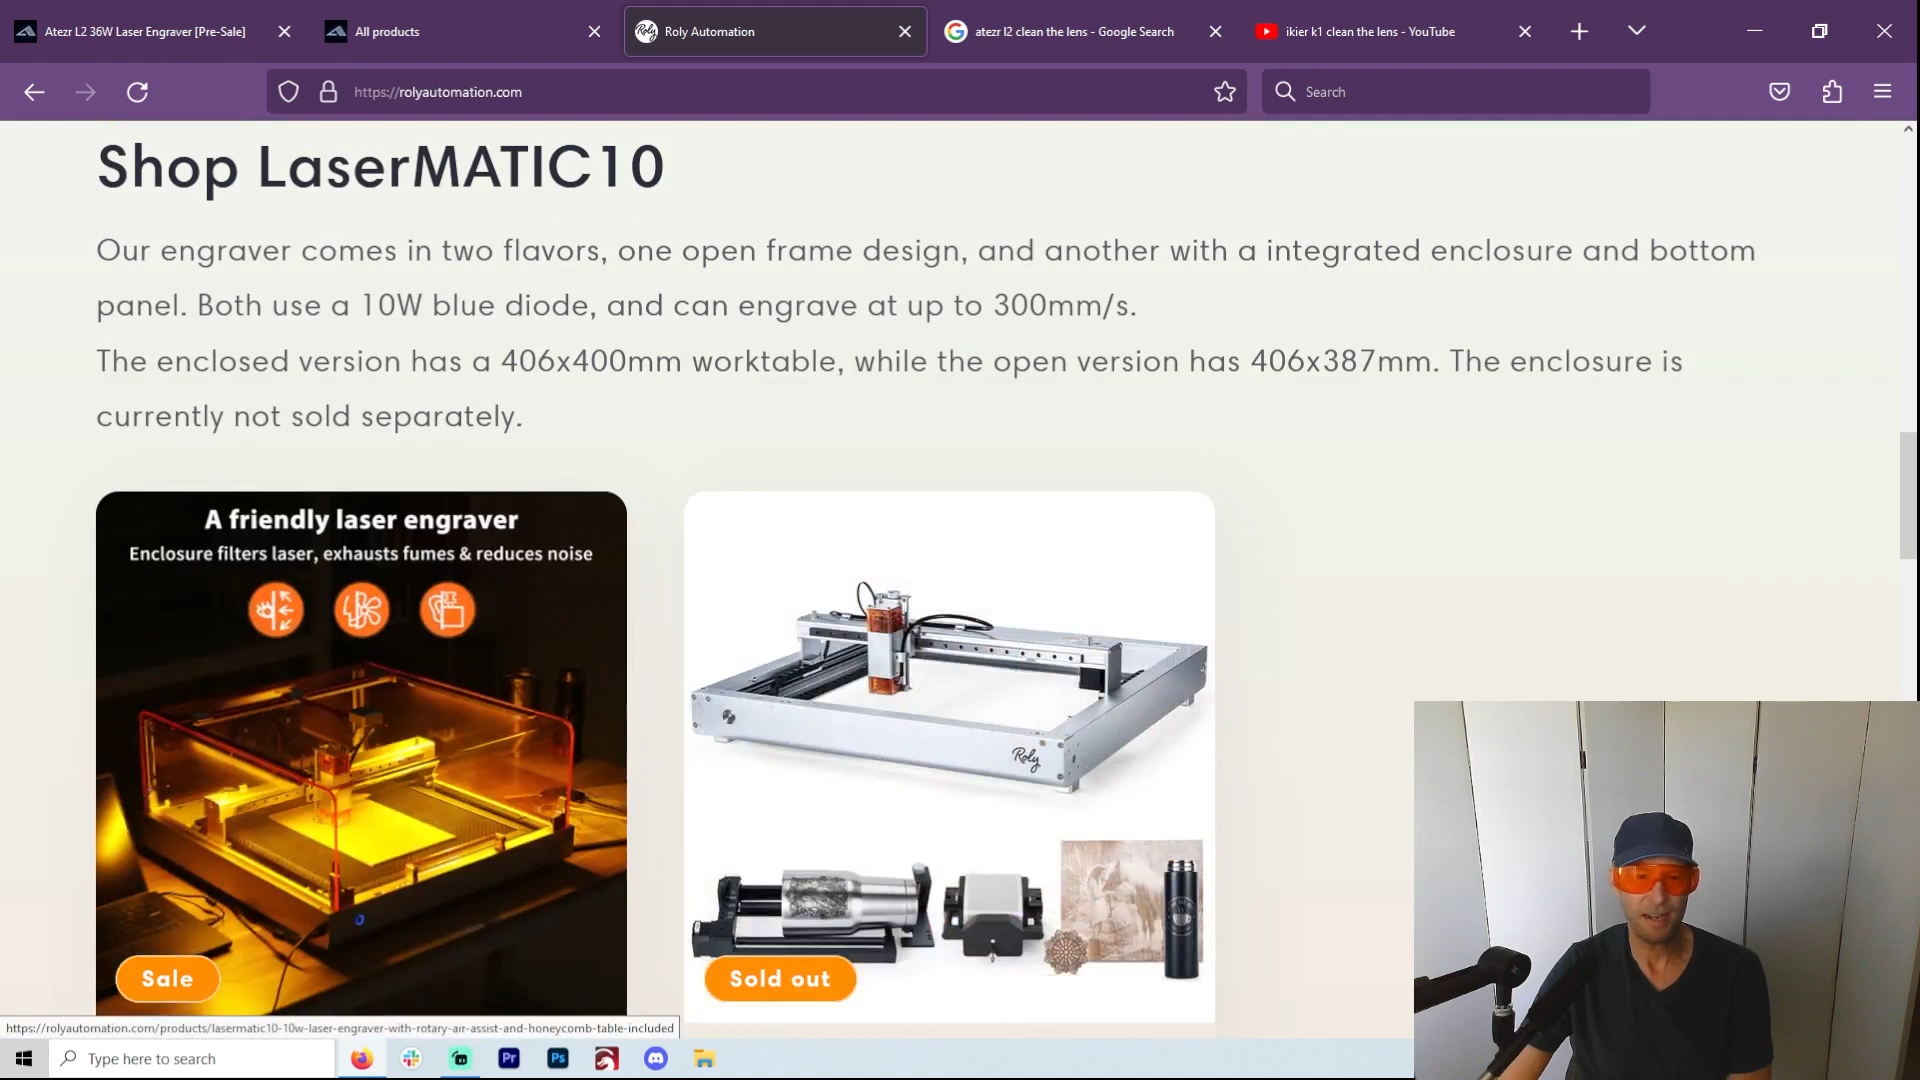 Atezr L2 36W Laser Engraver [Pre-Sale]
All products
Roly Automation
atezr l2 clean the lens - Google Search
ikier k1 clean the lens - YouTube
https://rolyautomation.com
Search
Shop LaserMATIC10
Our engraver comes in two flavors, one open frame design, and another with a integrated enclosure and bottom
panel. Both use a 10W blue diode, and can engrave at up to 300mm/s.
The enclosed version has a 406x400mm worktable, while the open version has 406x387mm. The enclosure is
currently not sold separately.
A friendly laser engraver
Enclosure filters laser, exhausts fumes & reduces noise
Roly
Sale
Sold out
https://rolyautomation.com/products/lasermatic10-10w-laser-engraver-with-rotary-air-assist-and-honeycomb-table-included
Type here to search
Pr
Ps